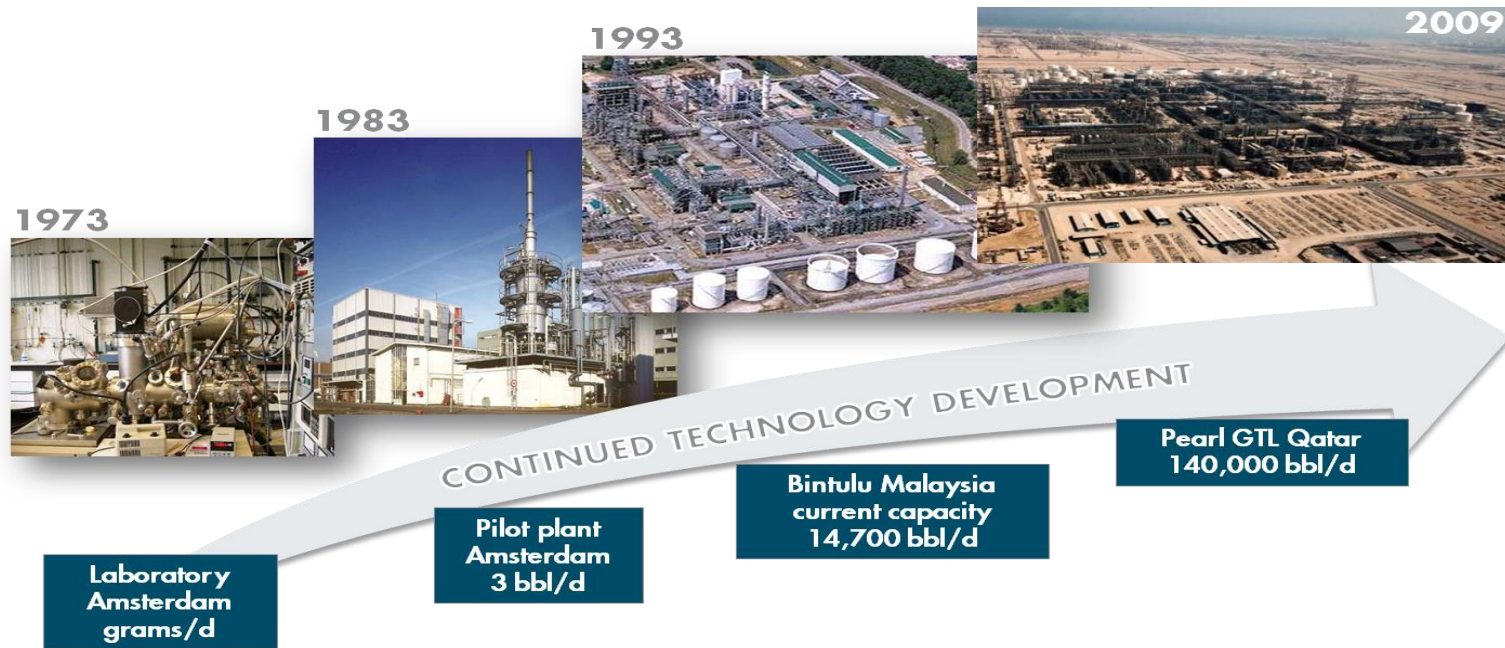 1973
1983
1993
2009
CONTINUED TECHNOLOGY DEVELOPMENT
Laboratory
Amsterdam
grams/d
Pilot plant
Amsterdam
3 bbl/d
Bintulu Malaysia
current capacity
14,700 bbl/d
Pearl GTL Qatar
140,000 bbl/d